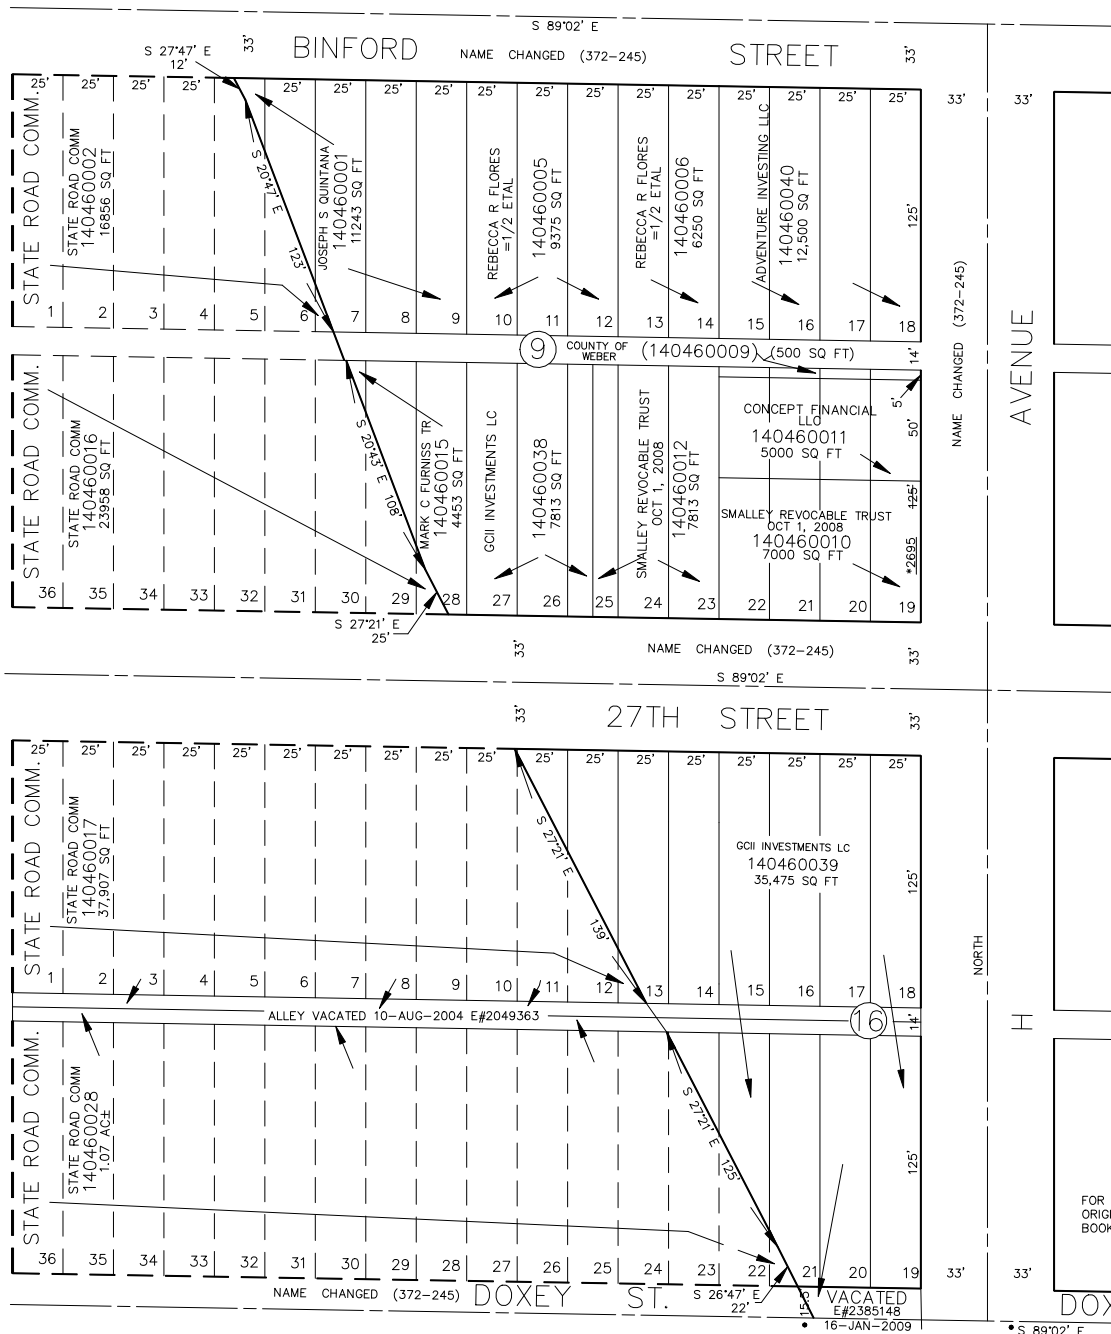 S 89°02' E
S 27°47' E
12'
33'
BINFORD
NAME CHANGED (372-245)
STREET
33'
25' 25' 25' 25' 25' 25' 25' 25' 25' 25' 25' 25' 25' 25' 25' 25' 25'
33'
33'
STATE ROAD COMM.
STATE ROAD COMM
140460002
16856 SQ FT
S 20°47' E
123'
JOSEPH S QUINTANA
140460001
11243 SQ FT
REBECCA R FLORES
=1/2 ETAL
140460005
9375 SQ FT
REBECCA R FLORES
=1/2 ETAL
140460006
6250 SQ FT
ADVENTURE INVESTING LLC
140460040
12,500 SQ FT
125'
1 2 3 4 5 6 7 8 9 10 11 12 13 14 15 16 17 18
9
COUNTY OF
WEBER
(140460009) (500 SQ FT)
14'
NAME CHANGED (372-245)
AVENUE
STATE ROAD COMM.
STATE ROAD COMM
140460016
23958 SQ FT
S 20°43' E 108'
MARK C FURNISS TR
140460015
4453 SQ FT
GCII INVESTMENTS LC
140460038
7813 SQ FT
SMALLEY REVOCABLE TRUST
OCT 1, 2008
140460012
7813 SQ FT
5'
CONCEPT FINANCIAL
LLC
140460011
5000 SQ FT
50'
125'
SMALLEY REVOCABLE TRUST
OCT 1, 2008
140460010
7000 SQ FT
*2695
36 35 34 33 32 31 30 29 28 27 26 25 24 23 22 21 20 19
S 27°21' E
25'
33'
NAME CHANGED (372-245)
33'
S 89°02' E
33'
27TH STREET
33'
25' 25' 25' 25' 25' 25' 25' 25' 25' 25' 25' 25' 25' 25' 25' 25' 25' 25'
STATE ROAD COMM.
STATE ROAD COMM
140460017
37,907 SQ FT
S 27°21' E
139'
GCII INVESTMENTS LC
140460039
35,475 SQ FT
125'
NORTH
1 2 3 4 5 6 7 8 9 10 11 12 13 14 15 16 17 18
ALLEY VACATED 10-AUG-2004 E#2049363
16
14'
H
STATE ROAD COMM.
STATE ROAD COMM
140460028
1.07 AC±
S 27°21' E 125'
125'
FOR
ORIGI
BOOK
36 35 34 33 32 31 30 29 28 27 26 25 24 23 22 21 20 19
33'
33'
NAME CHANGED (372-245)
DOXEY ST.
S 26°47' E
22'
15.5'
VACATED
E#2385148
16-JAN-2009
DOX
S 89°02' E